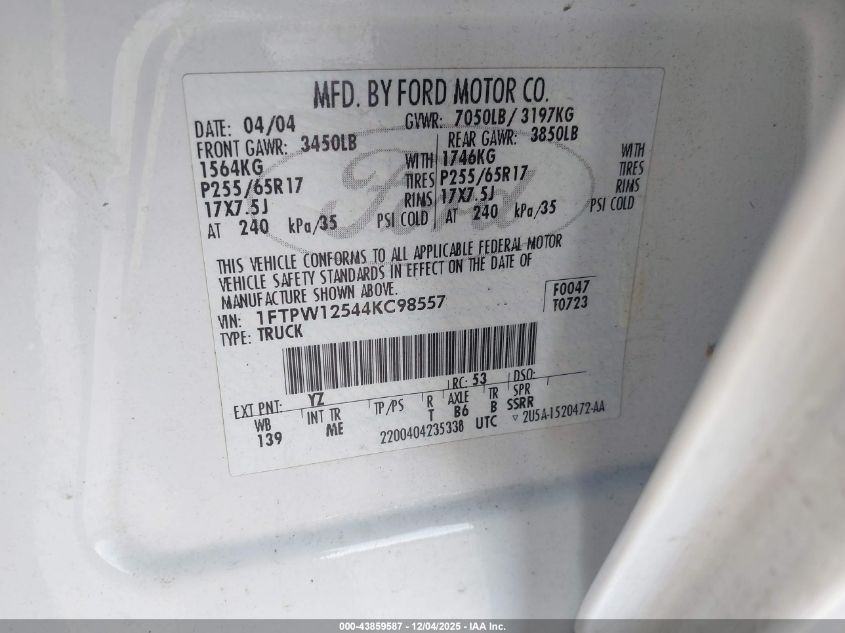 MFD. BY FORD MOTOR CO.
DATE: 04/04 GVWR: 7050LB/ 3197KG
FRONT GAWR: 3450LB REAR GAWR: 3850LB
1564KG WITH 1746KG WITH
P255/65R17 TIRES P255/65R17 TIRES
17X7.5J RIMS 17X7.5J RIMS
AT 240 kPa/35 PSI COLD AT 240 kPa/35 PSI COLD
THIS VEHICLE CONFORMS TO ALL APPLICABLE FEDERAL MOTOR
VEHICLE SAFETY STANDARDS IN EFFECT ON THE DATE OF
MANUFACTURE SHOWN ABOVE.
VIN: 1FTPW12544KC98557 F0047
TYPE: TRUCK T0723
EXT PNT: YZ RC: 53 DSO:
WB INT TR TP/PS R AXLE TR SPR
139 ME T B6 B SSRR
2200404235338 UTC ▽ 2U5A-1520472-AA
Ford
000-43859587 - 12/04/2025 - IAA Inc.